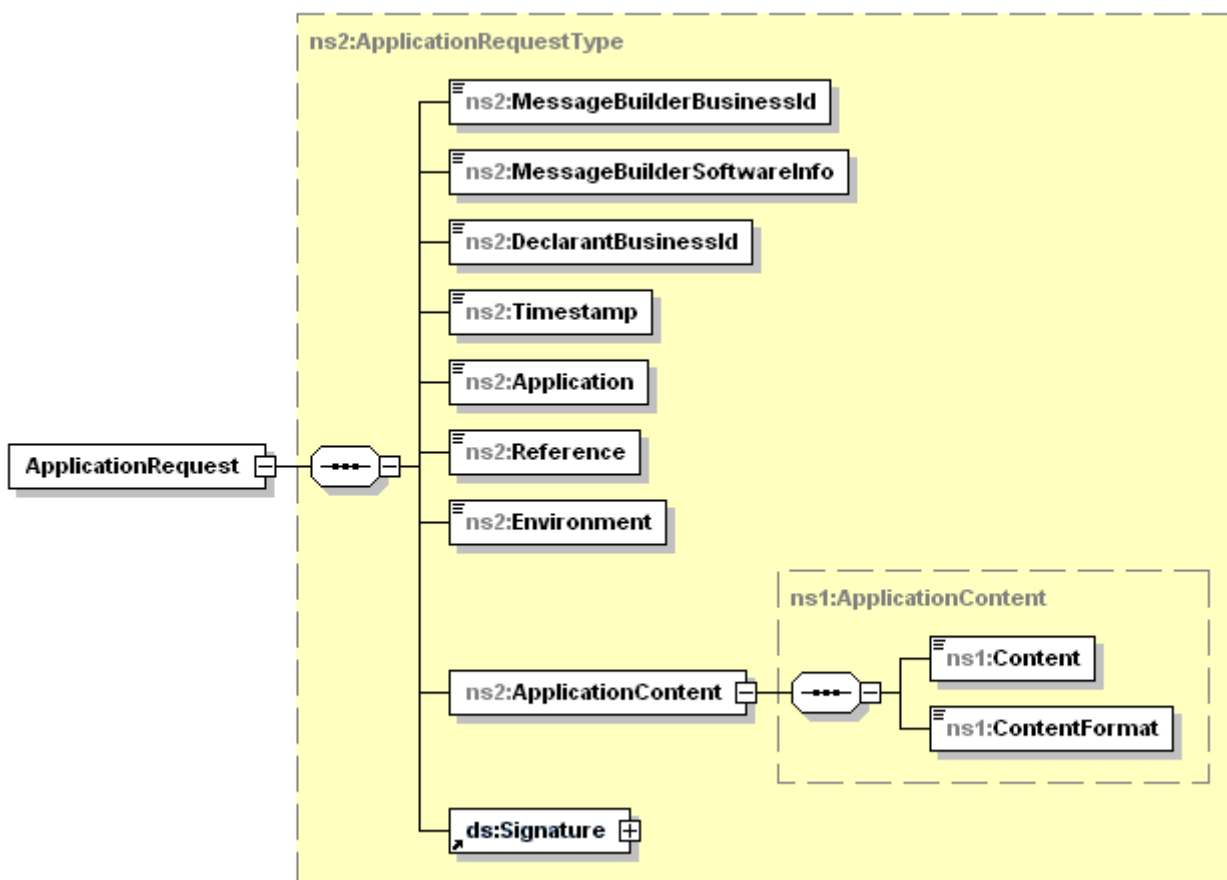 ns2:ApplicationRequestType
ns2:MessageBuilderBusinessId
ns2:MessageBuilderSoftwareInfo
ns2:DeclarantBusinessId
ns2:Timestamp
ns2:Application
ApplicationRequest
ns2:Reference
ns2:Environment
ns1:ApplicationContent
ns2:ApplicationContent
ns1:Content
ns1:ContentFormat
ds:Signature